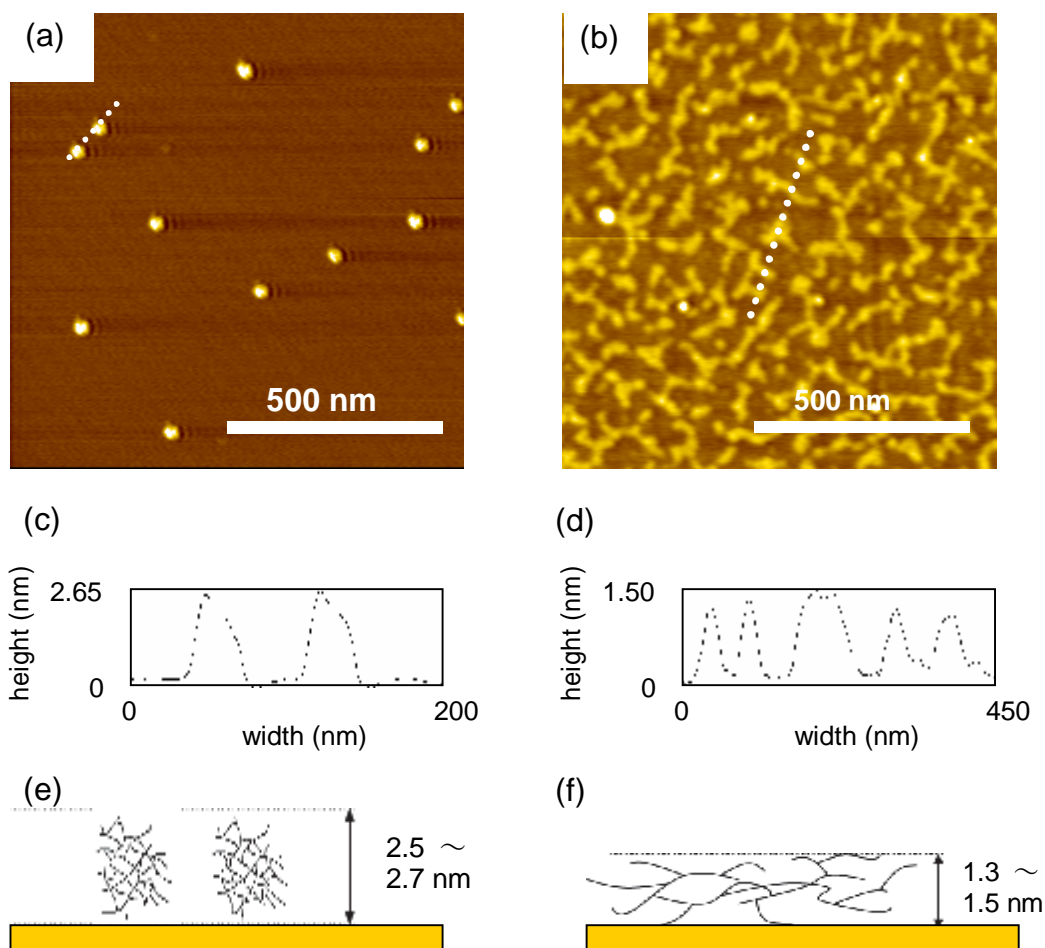 (a)
(b)
500 nm
500 nm
(c)
(d)
height (nm)
2.65
0
0
200
width (nm)
height (nm)
1.50
0
0
450
width (nm)
(e)
2.5 ～
2.7 nm
(f)
1.3 ～
1.5 nm